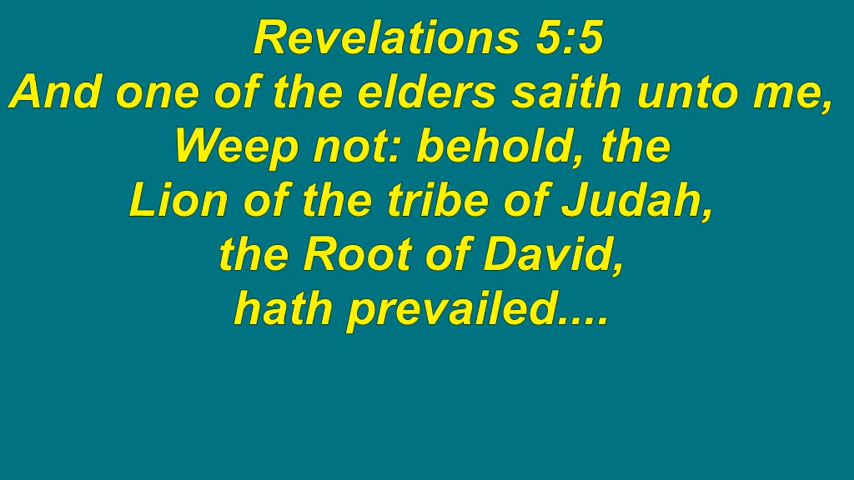 Revelations 5:5
And one of the elders saith unto me,
Weep not: behold, the
Lion of the tribe of Judah,
the Root of David,
hath prevailed....